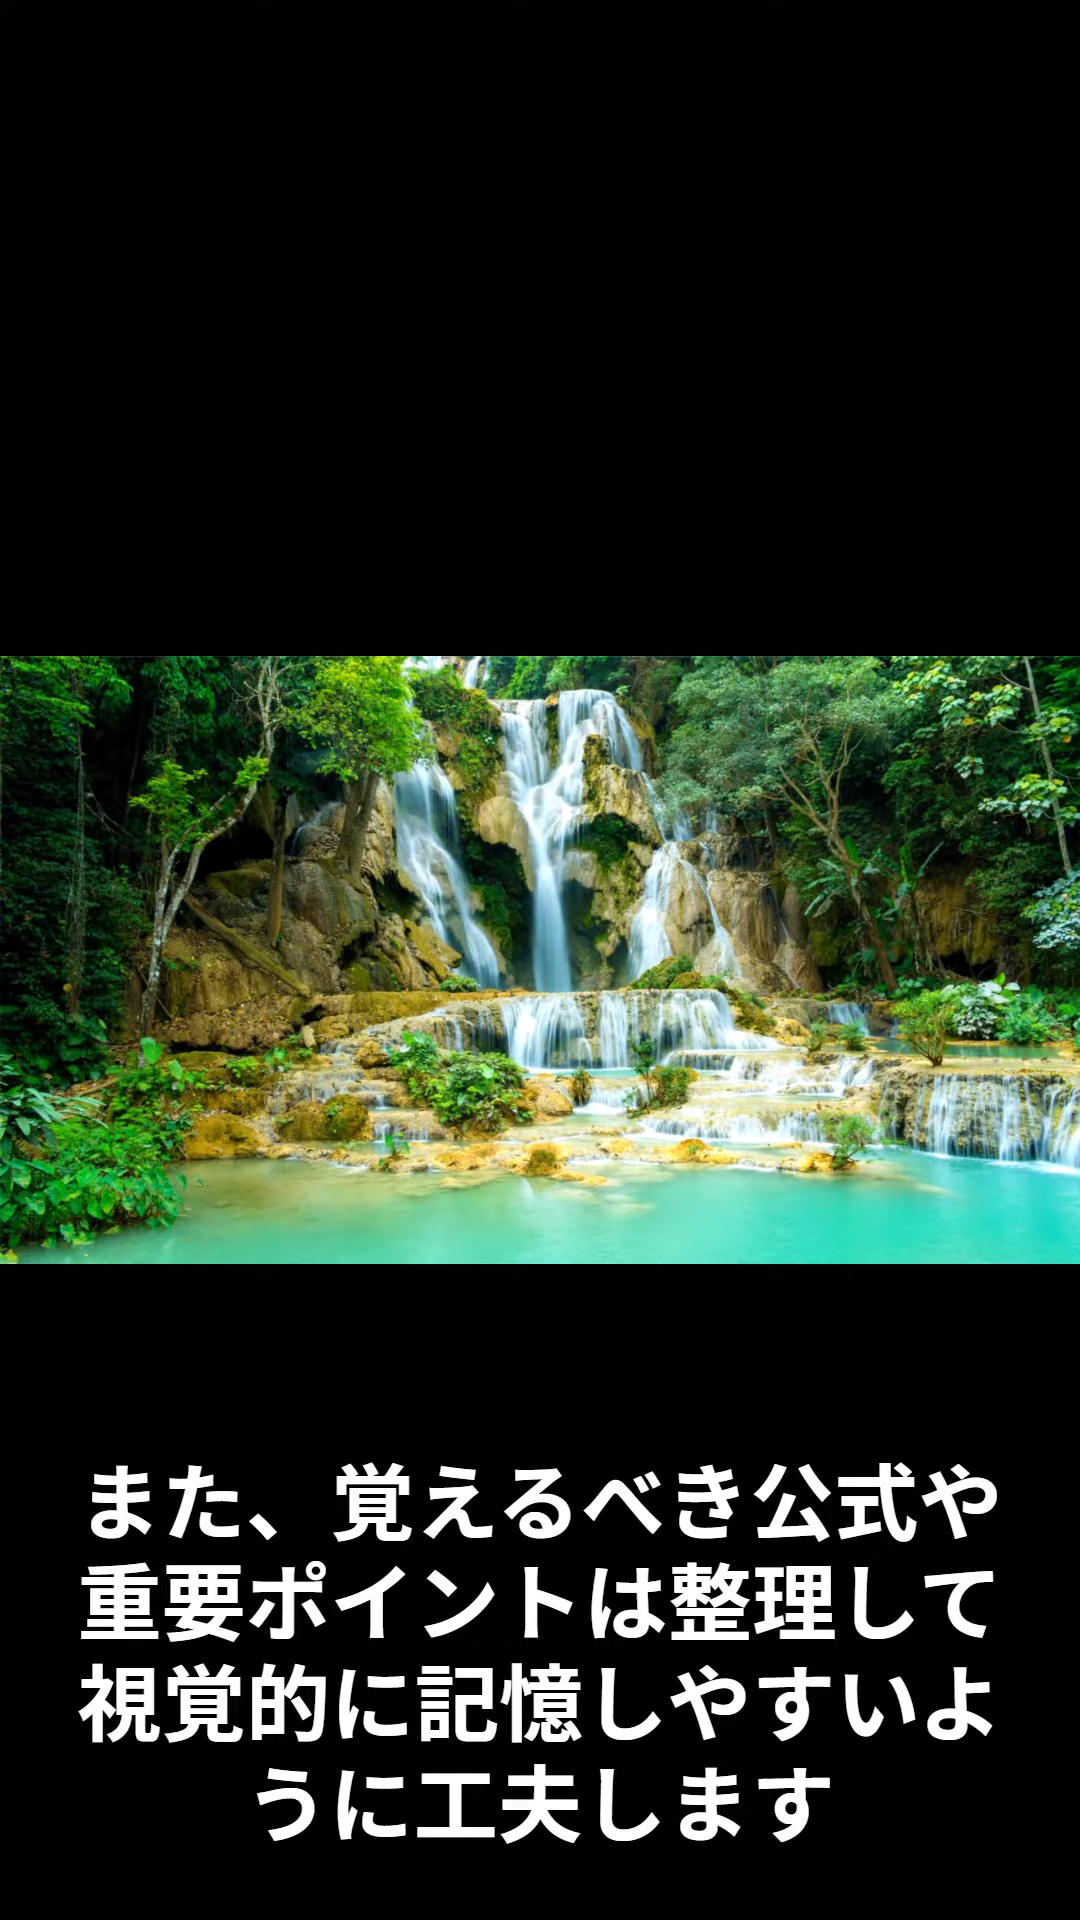 また、覚えるべき公式や
重要ポイントは整理して
視覚的に記憶しやすいよ
うに工夫します